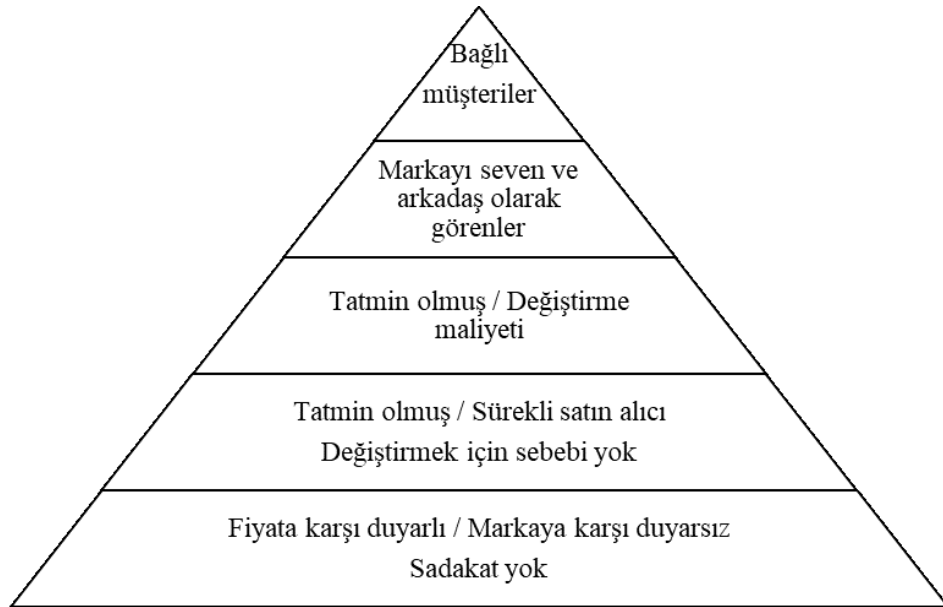 Bağlı
müşteriler
Markayı seven ve
arkadaş olarak
görenler
Tatmin olmuş / Değiştirme
maliyeti
Tatmin olmuş / Sürekli satın alıcı
Değiştirmek için sebebi yok
Fiyata karşı duyarlı / Markaya karşı duyarsız
Sadakat yok